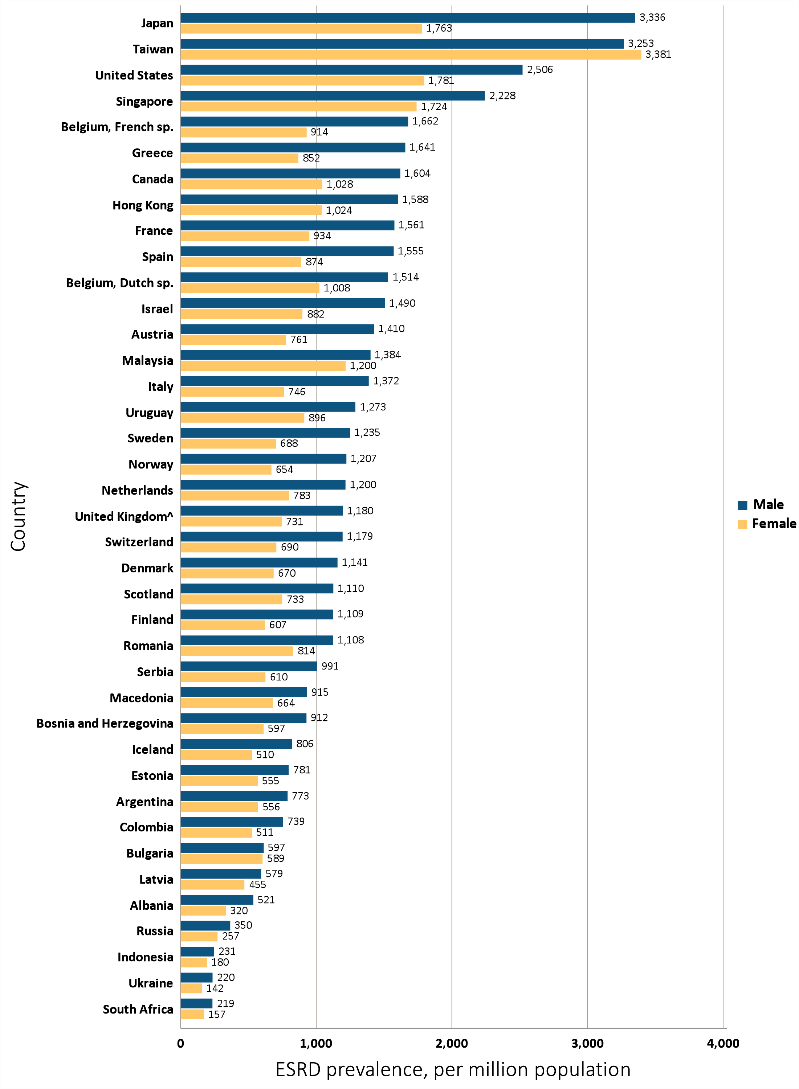 Japan 3,336
1,763
Taiwan 3,253
3,381
United States 2,506
1,781
Singapore 2,228
1,724
Belgium, French sp. 1,662
914
Greece 1,641
852
Canada 1,604
1,028
Hong Kong 1,588
1,024
France 1,561
934
Spain 1,555
874
Belgium, Dutch sp. 1,514
1,008
Israel 1,490
882
Austria 1,410
761
Malaysia 1,384
1,200
Italy 1,372
746
Uruguay 1,273
896
Sweden 1,235
688
Norway 1,207
654
Netherlands 1,200
783
United Kingdom^ 1,180
731
Switzerland 1,179
690
Denmark 1,141
670
Scotland 1,110
733
Finland 1,109
607
Romania 1,108
814
Serbia 991
610
Macedonia 915
664
Bosnia and Herzegovina 912
597
Iceland 806
510
Estonia 781
555
Argentina 773
556
Colombia 739
511
Bulgaria 597
589
Latvia 579
455
Albania 521
320
Russia 350
257
Indonesia 231
180
Ukraine 220
142
South Africa 219
157
Country
Male
Female
0 1,000 2,000 3,000 4,000
ESRD prevalence, per million population